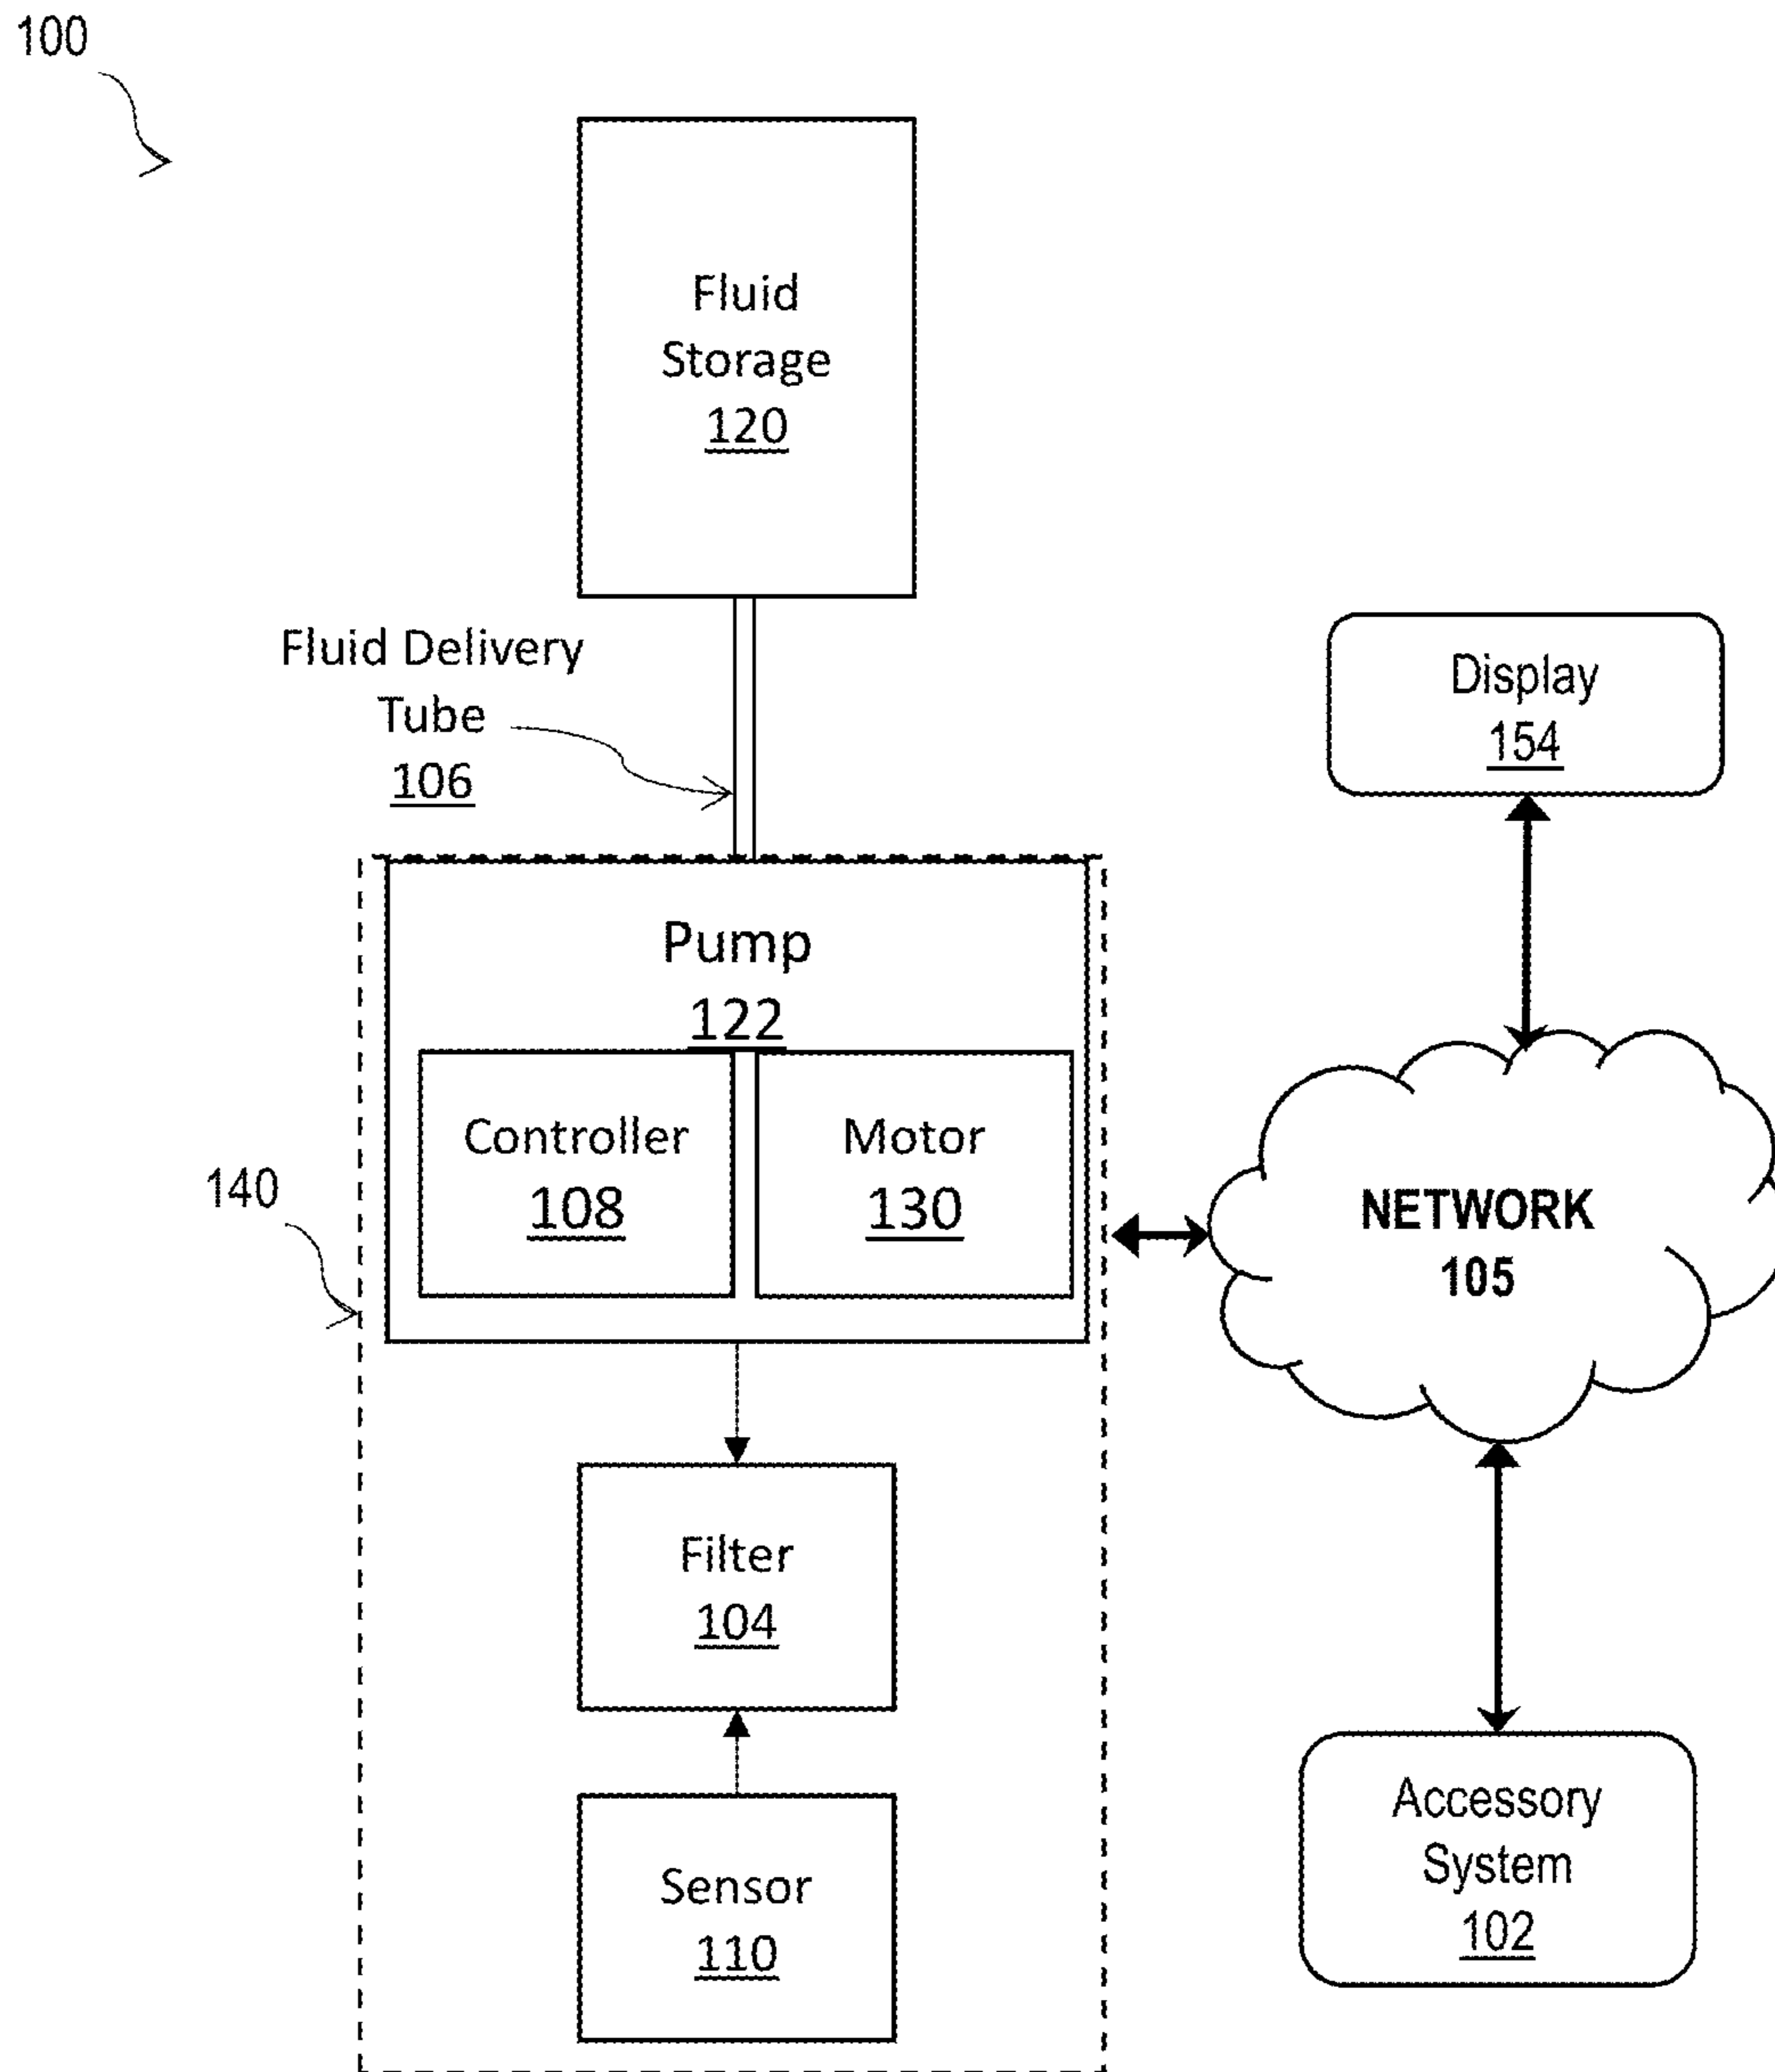 100
Fluid
Storage
120
Fluid Delivery
Tube
106
Display
154
Pump
122
Controller
108
Motor
130
140
NETWORK
105
Filter
104
Sensor
110
Accessory
System
102